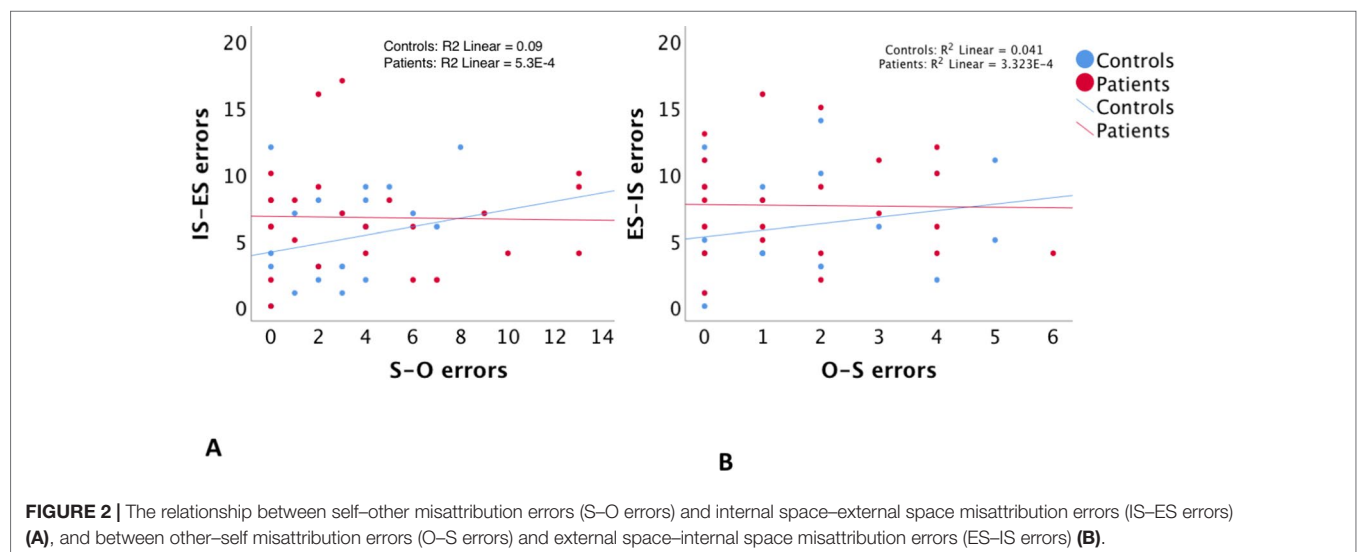 Controls: R2 Linear = 0.09
Patients: R2 Linear = 5.3E-4
20
15
10
5
0
IS–ES errors
0 2 4 6 8 10 12 14
S–O errors
A
Controls: R² Linear = 0.041
Patients: R² Linear = 3.323E-4
20
15
10
5
0
ES–IS errors
0 1 2 3 4 5 6
O–S errors
B
Controls
Patients
Controls
Patients
FIGURE 2 | The relationship between self–other misattribution errors (S–O errors) and internal space–external space misattribution errors (IS–ES errors)
(A), and between other–self misattribution errors (O–S errors) and external space–internal space misattribution errors (ES–IS errors) (B).